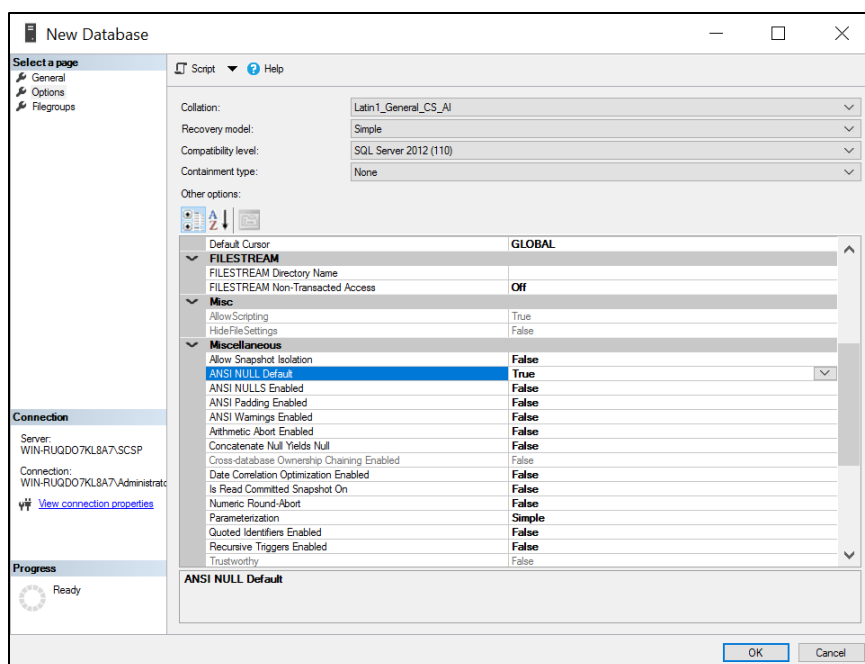 New Database
Select a page
General
Options
Filegroups
Script
Help
Collation: Latin1_General_CS_AI
Recovery model: Simple
Compatibility level: SQL Server 2012 (110)
Containment type: None
Other options:
Default Cursor GLOBAL
FILESTREAM
FILESTREAM Directory Name
FILESTREAM Non-Transacted Access Off
Misc
AllowScripting True
HideFileSettings False
Miscellaneous
Allow Snapshot Isolation False
ANSI NULL Default True
ANSI NULLS Enabled False
ANSI Padding Enabled False
ANSI Warnings Enabled False
Arithmetic Abort Enabled False
Concatenate Null Yields Null False
Cross-database Ownership Chaining Enabled False
Date Correlation Optimization Enabled False
Is Read Committed Snapshot On False
Numeric Round-Abort False
Parameterization Simple
Quoted Identifiers Enabled False
Recursive Triggers Enabled False
Trustworthy False
ANSI NULL Default
Connection
Server:
WIN-RUQDO7KL8A7\SCSP
Connection:
WIN-RUQDO7KL8A7\Administrato
View connection properties
Progress
Ready
OK
Cancel